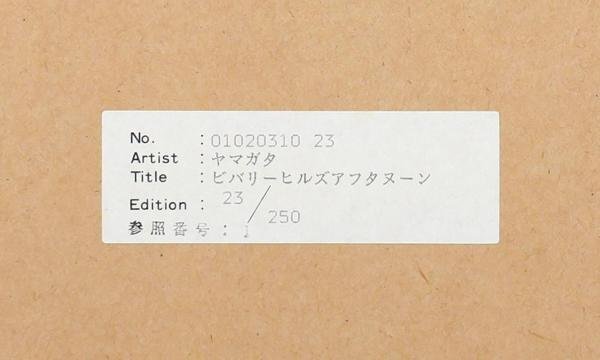 No. : 01020310 23
Artist : ヤマガタ
Title : ビバリーヒルズアフタヌーン
Edition : 23/250
参照番号 : 1